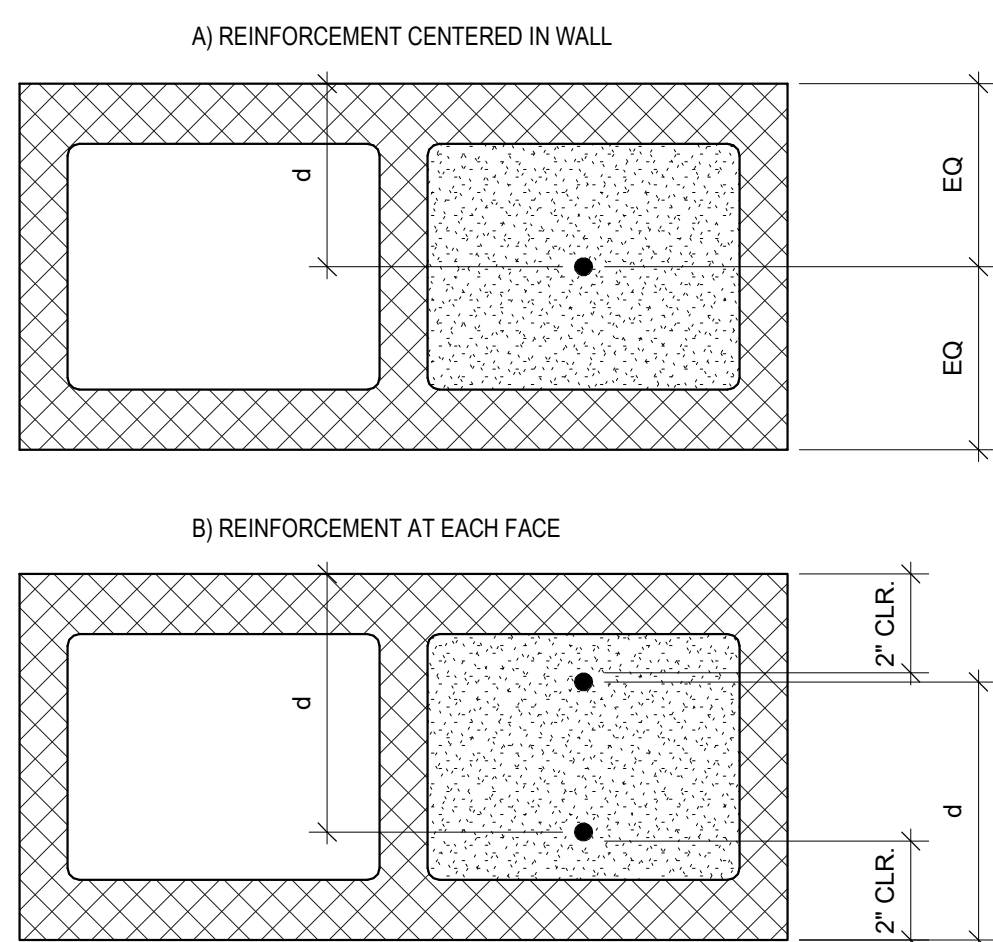 A) REINFORCEMENT CENTERED IN WALL
d
EQ
EQ
B) REINFORCEMENT AT EACH FACE
2" CLR.
d
d
2" CLR.